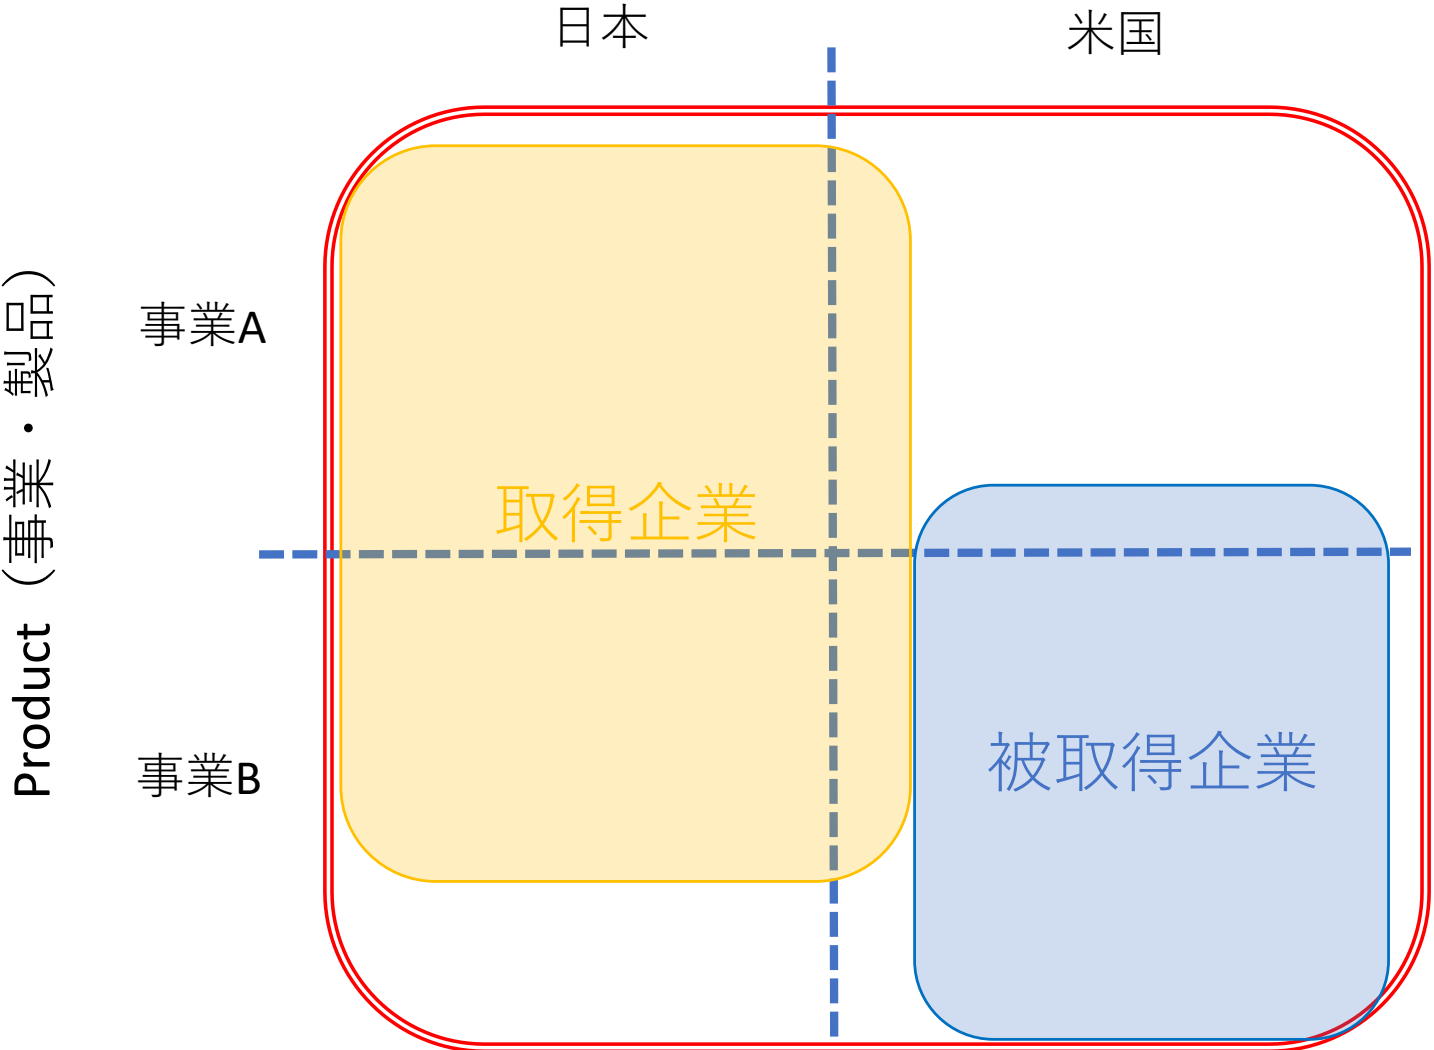 日本
米国
Product（事業・製品）
事業A
取得企業
事業B
被取得企業